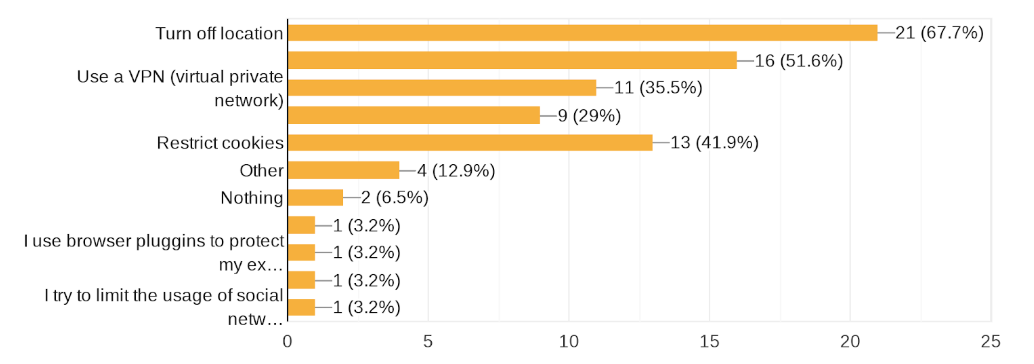 Turn off location
21 (67.7%)
16 (51.6%)
Use a VPN (virtual private
network)
11 (35.5%)
9 (29%)
Restrict cookies
13 (41.9%)
Other
4 (12.9%)
Nothing
2 (6.5%)
1 (3.2%)
I use browser pluggins to protect
my ex…
1 (3.2%)
1 (3.2%)
I try to limit the usage of social
netw…
1 (3.2%)
0 5 10 15 20 25